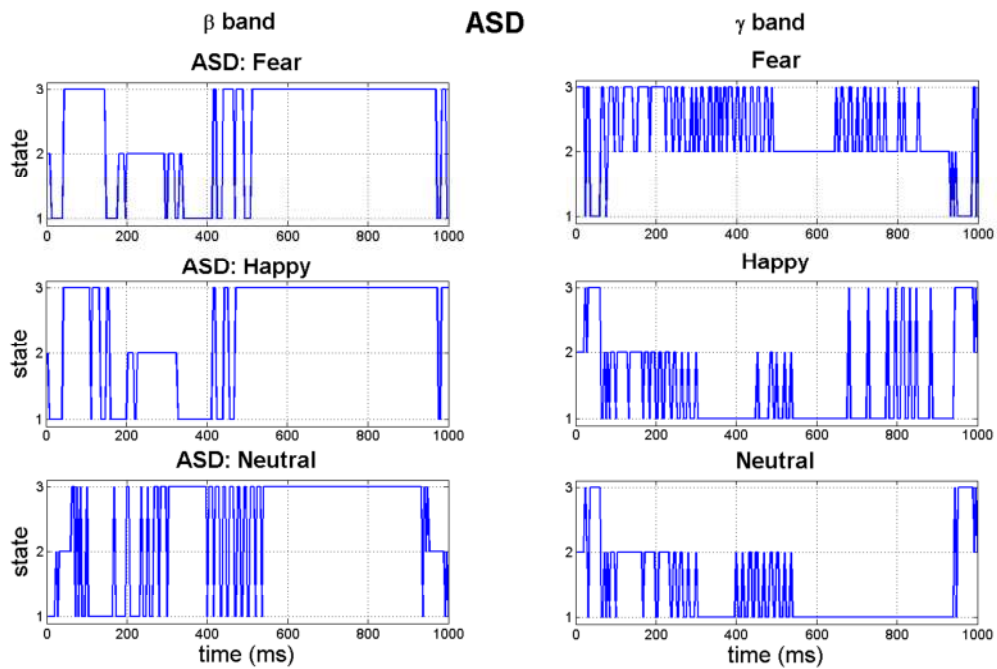 β band ASD γ band
ASD: Fear
Fear
state
3
2
1
0 200 400 600 800 1000
3
2
1
0 200 400 600 800 1000
ASD: Happy
Happy
state
3
2
1
0 200 400 600 800 1000
3
2
1
0 200 400 600 800 1000
ASD: Neutral
Neutral
state
3
2
1
0 200 400 600 800 1000
time (ms)
3
2
1
0 200 400 600 800 1000
time (ms)